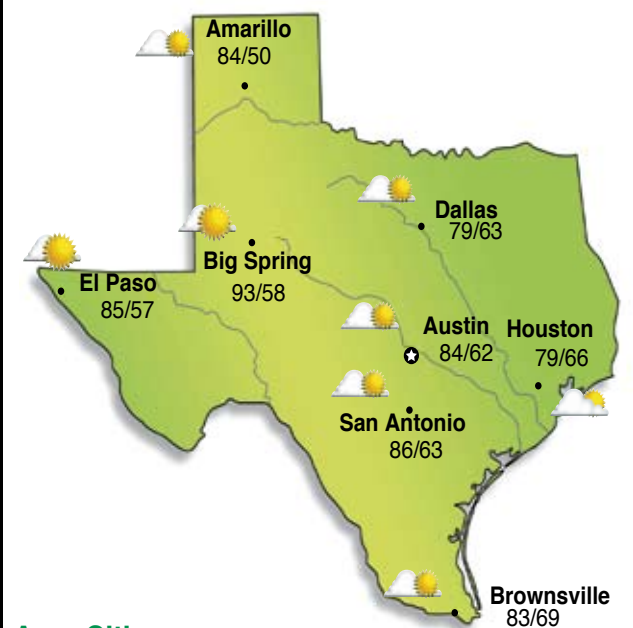 Amarillo
84/50
Dallas
79/63
Big Spring
93/58
El Paso
85/57
Austin
84/62
Houston
79/66
San Antonio
86/63
Brownsville
83/69